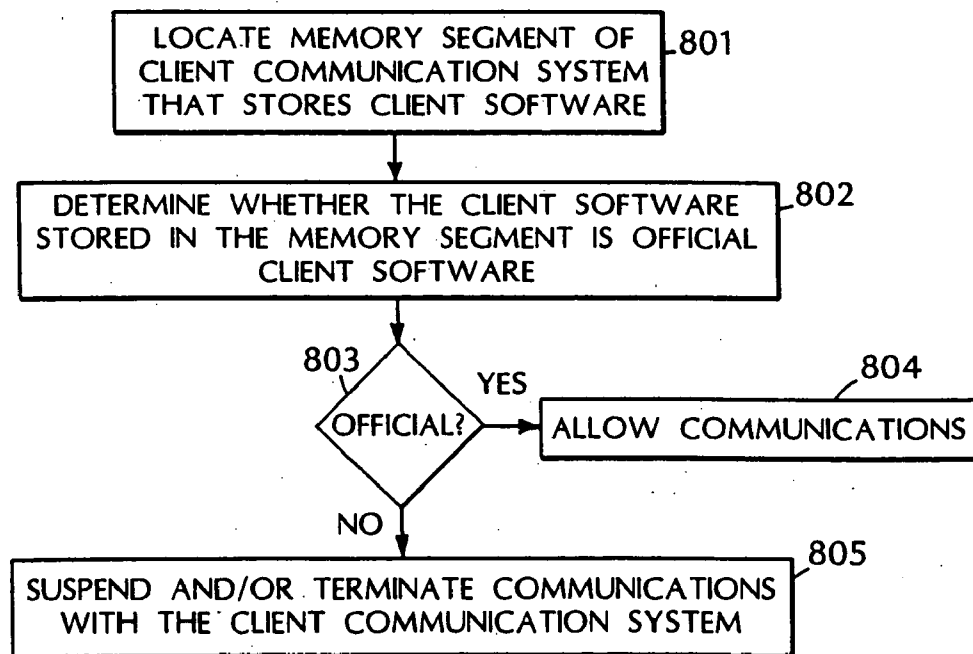 LOCATE MEMORY SEGMENT OF
CLIENT COMMUNICATION SYSTEM
THAT STORES CLIENT SOFTWARE
801
DETERMINE WHETHER THE CLIENT SOFTWARE
STORED IN THE MEMORY SEGMENT IS OFFICIAL
CLIENT SOFTWARE
802
803
OFFICIAL?
YES
804
ALLOW COMMUNICATIONS
NO
805
SUSPEND AND/OR TERMINATE COMMUNICATIONS
WITH THE CLIENT COMMUNICATION SYSTEM